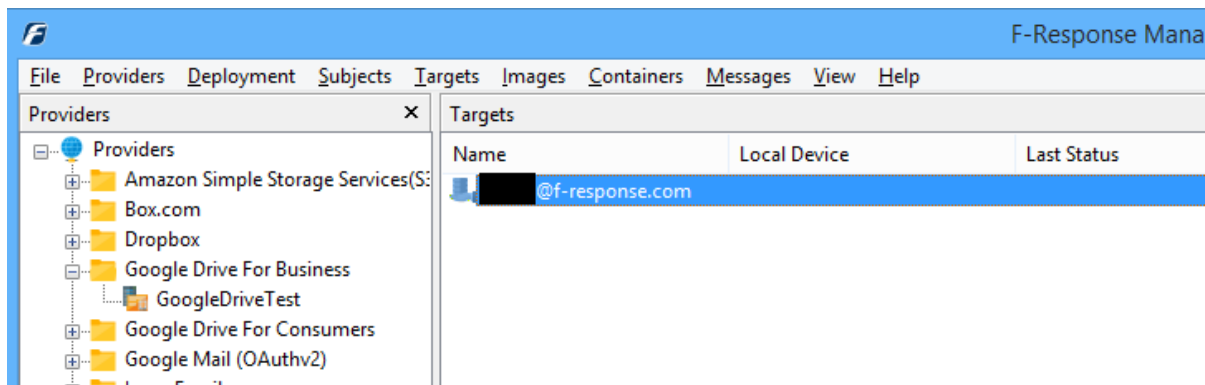 F-Response Mana
File Providers Deployment Subjects Targets Images Containers Messages View Help
Providers
Targets
Providers
Amazon Simple Storage Services(S3
Box.com
Dropbox
Google Drive For Business
GoogleDriveTest
Google Drive For Consumers
Google Mail (OAuthv2)
Name Local Device Last Status
@f-response.com